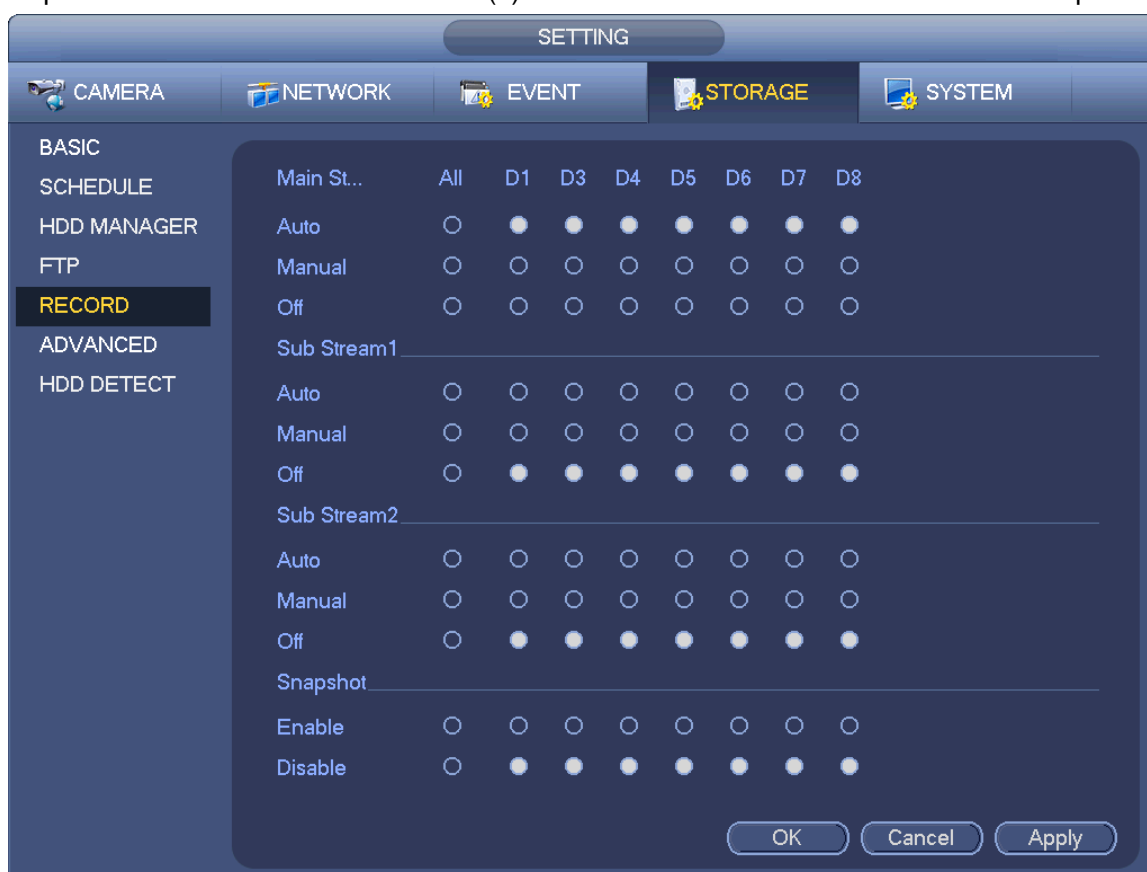 SETTING
CAMERA NETWORK EVENT STORAGE SYSTEM
BASIC
SCHEDULE
HDD MANAGER
FTP
RECORD
ADVANCED
HDD DETECT
Main St... All D1 D3 D4 D5 D6 D7 D8
Auto
Manual
Off
Sub Stream1
Auto
Manual
Off
Sub Stream2
Auto
Manual
Off
Snapshot
Enable
Disable
OK Cancel Apply